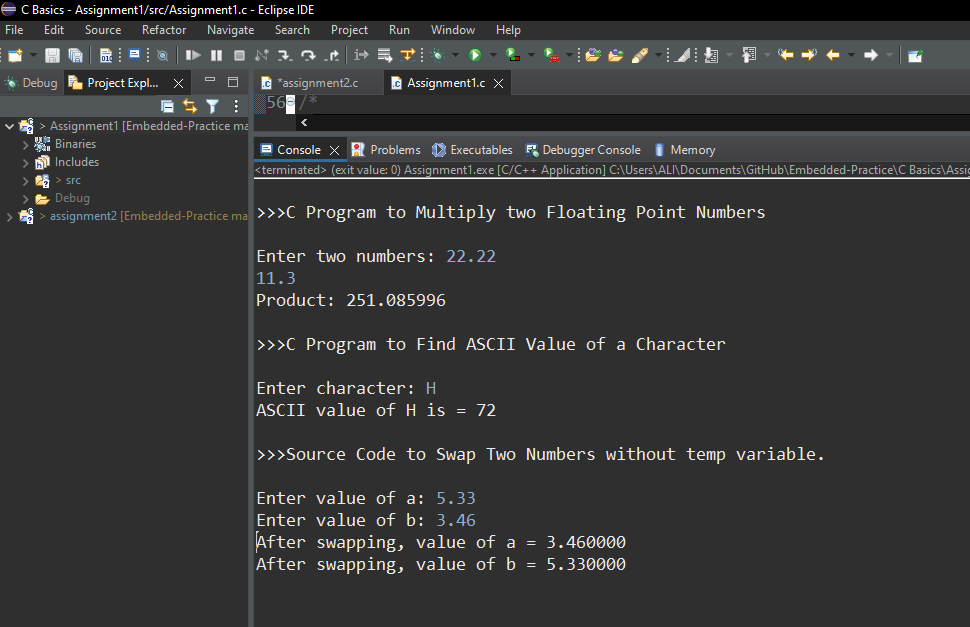 C Basics - Assignment1/src/Assignment1.c - Eclipse IDE
File Edit Source Refactor Navigate Search Project Run Window Help
Debug Project Expl... *assignment2.c Assignment1.c
56 /*
> Assignment1 [Embedded-Practice ma
Binaries
Includes
> src
Debug
> assignment2 [Embedded-Practice ma
Console Problems Executables Debugger Console Memory
<terminated> (exit value: 0) Assignment1.exe [C/C++ Application] C:\Users\ALI\Documents\GitHub\Embedded-Practice\C Basics\Assig
>>>C Program to Multiply two Floating Point Numbers
Enter two numbers: 22.22
11.3
Product: 251.085996
>>>C Program to Find ASCII Value of a Character
Enter character: H
ASCII value of H is = 72
>>>Source Code to Swap Two Numbers without temp variable.
Enter value of a: 5.33
Enter value of b: 3.46
After swapping, value of a = 3.460000
After swapping, value of b = 5.330000